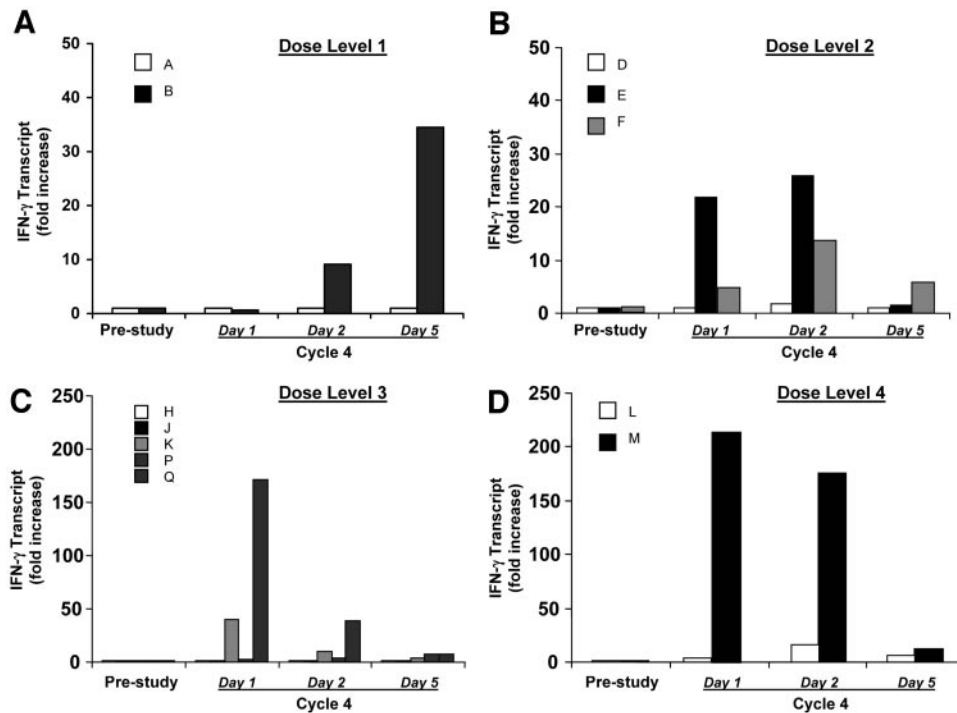 A
Dose Level 1
IFN-γ Transcript
(fold increase)
50
40
30
20
10
0
A
B
Pre-study
Day 1
Day 2
Day 5
Cycle 4
B
Dose Level 2
IFN-γ Transcript
(fold increase)
50
40
30
20
10
0
D
E
F
Pre-study
Day 1
Day 2
Day 5
Cycle 4
C
Dose Level 3
IFN-γ Transcript
(fold increase)
250
200
150
100
50
0
H
J
K
P
Q
Pre-study
Day 1
Day 2
Day 5
Cycle 4
D
Dose Level 4
IFN-γ Transcript
(fold increase)
250
200
150
100
50
0
L
M
Pre-study
Day 1
Day 2
Day 5
Cycle 4